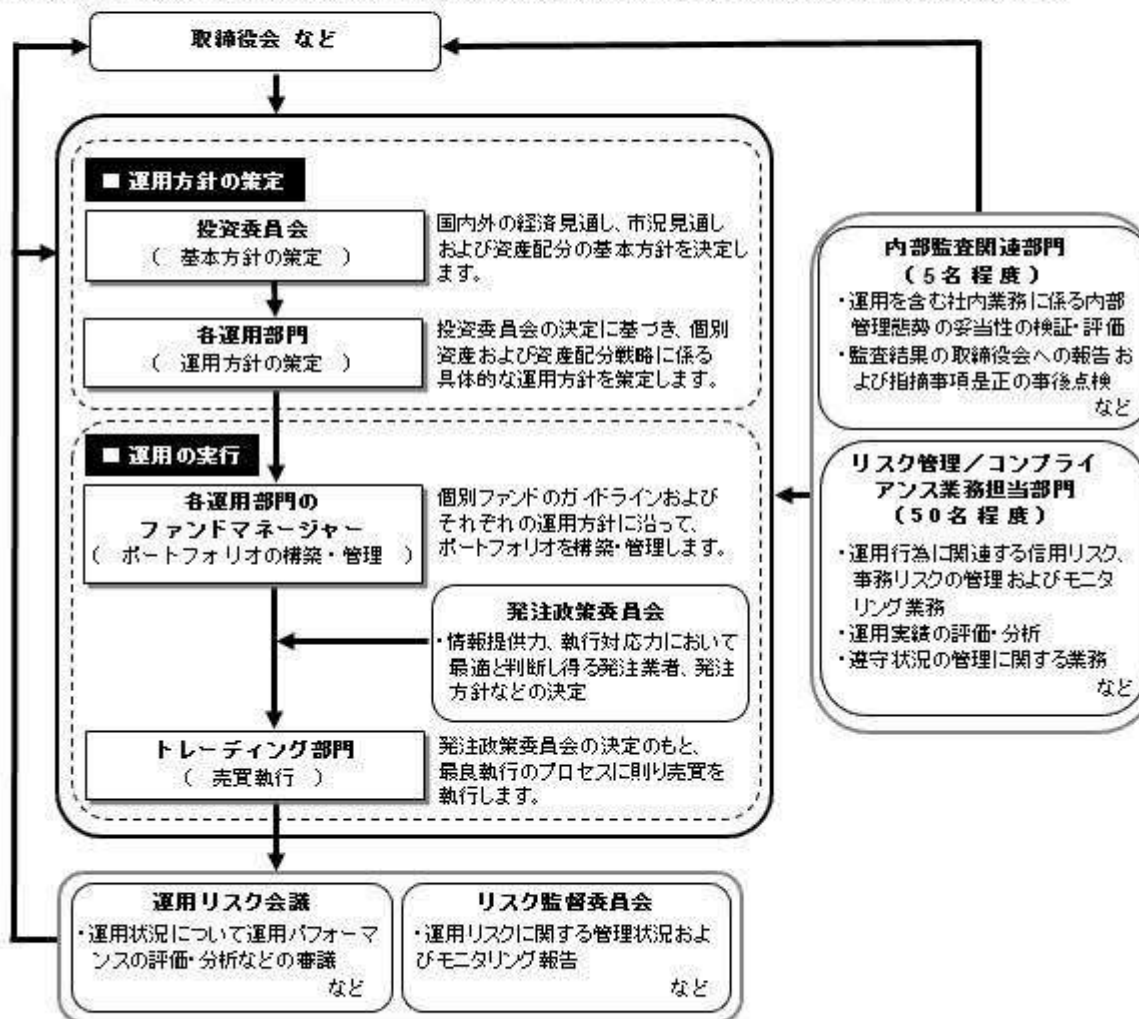 取締役会 など
■ 運用方針の策定
投資委員会
( 基本方針の策定 )
国内外の経済見通し、市況見通し
および資産配分の基本方針を決定し
ます。
各運用部門
( 運用方針の策定 )
投資委員会の決定に基づき、個別
資産および資産配分戦略に係る
具体的な運用方針を策定します。
■ 運用の実行
各運用部門の
ファンドマネージャー
( ポートフォリオの構築・管理 )
個別ファンドのガイドラインおよび
それぞれの運用方針に沿って、
ポートフォリオを構築・管理します。
発注政策委員会
・情報提供力、執行対応力において
最適と判断し得る発注業者、発注
方針などの決定
トレーディング部門
( 売買執行 )
発注政策委員会の決定のもと、
最良執行のプロセスに則り売買を
執行します。
内部監査関連部門
(5名程度)
・運用を含む社内業務に係る内部
管理態勢の妥当性の検証・評価
・監査結果の取締役会への報告お
よび指摘事項是正の事後点検
など
リスク管理/コンプライ
アンス業務担当部門
(50名程度)
・運用行為に関連する信用リスク、
事務リスクの管理およびモニタ
リング業務
・運用実績の評価・分析
・遵守状況の管理に関する業務
など
運用リスク会議
・運用状況について運用パフォーマ
ンスの評価・分析などの審議
など
リスク監督委員会
・運用リスクに関する管理状況およ
びモニタリング報告
など